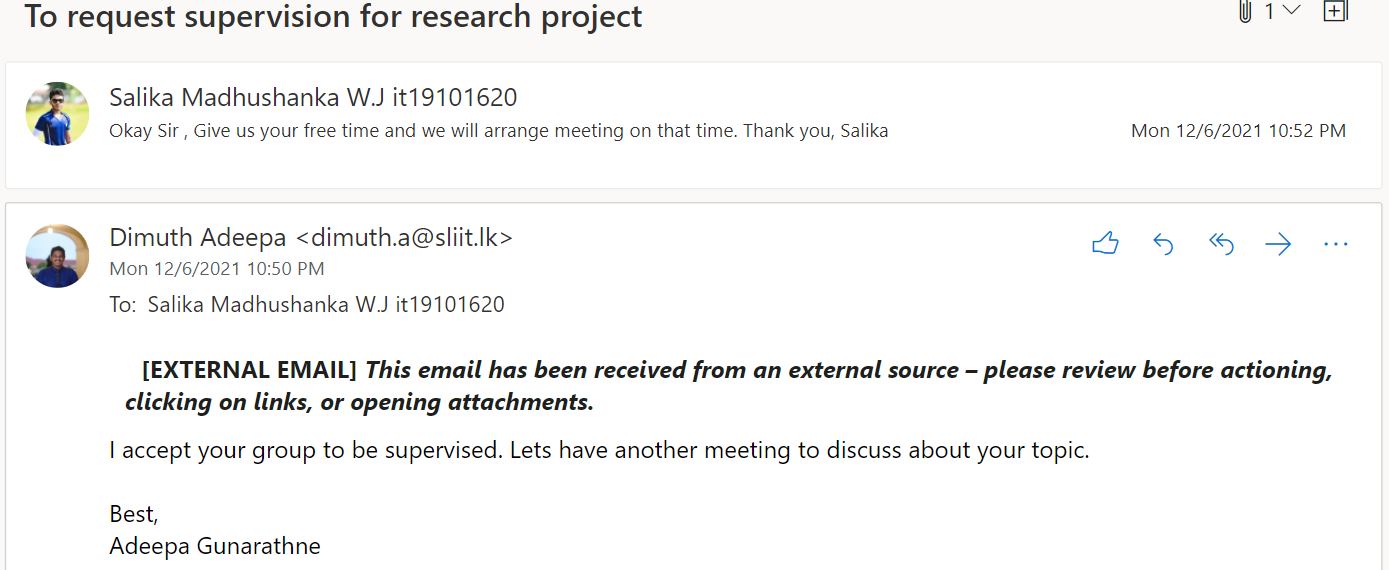 To request supervision for research project
1
Salika Madhushanka W.J it19101620
Okay Sir , Give us your free time and we will arrange meeting on that time. Thank you, Salika
Mon 12/6/2021 10:52 PM
Dimuth Adeepa <dimuth.a@sliit.lk>
Mon 12/6/2021 10:50 PM
To: Salika Madhushanka W.J it19101620
[EXTERNAL EMAIL] This email has been received from an external source – please review before actioning,
clicking on links, or opening attachments.
I accept your group to be supervised. Lets have another meeting to discuss about your topic.
Best,
Adeepa Gunarathne